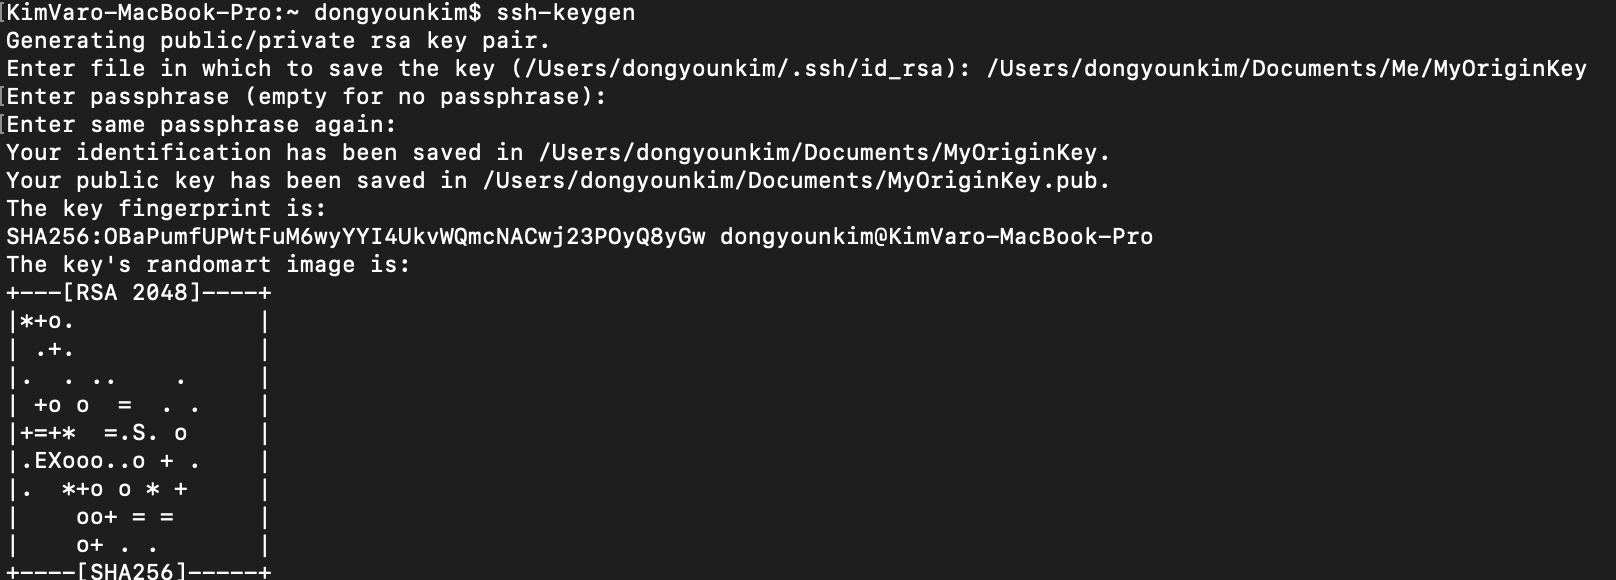 KimVaro-MacBook-Pro:~ dongyounkim$ ssh-keygen
Generating public/private rsa key pair.
Enter file in which to save the key (/Users/dongyounkim/.ssh/id_rsa): /Users/dongyounkim/Documents/Me/MyOriginKey
Enter passphrase (empty for no passphrase):
Enter same passphrase again:
Your identification has been saved in /Users/dongyounkim/Documents/MyOriginKey.
Your public key has been saved in /Users/dongyounkim/Documents/MyOriginKey.pub.
The key fingerprint is:
SHA256:OBaPumfUPWtFuM6wyYYI4UkvWQmcNACwj23POyQ8yGw dongyounkim@KimVaro-MacBook-Pro
The key's randomart image is:
+---[RSA 2048]----+
|*+o.             |
| .+.             |
|.  . ..    .     |
| +o o  =  . .    |
|+=+*  =.S. o     |
|.EXooo..o + .    |
|.  *+o o * +     |
|    oo+ = =      |
|    o+ . .       |
+----[SHA256]-----+